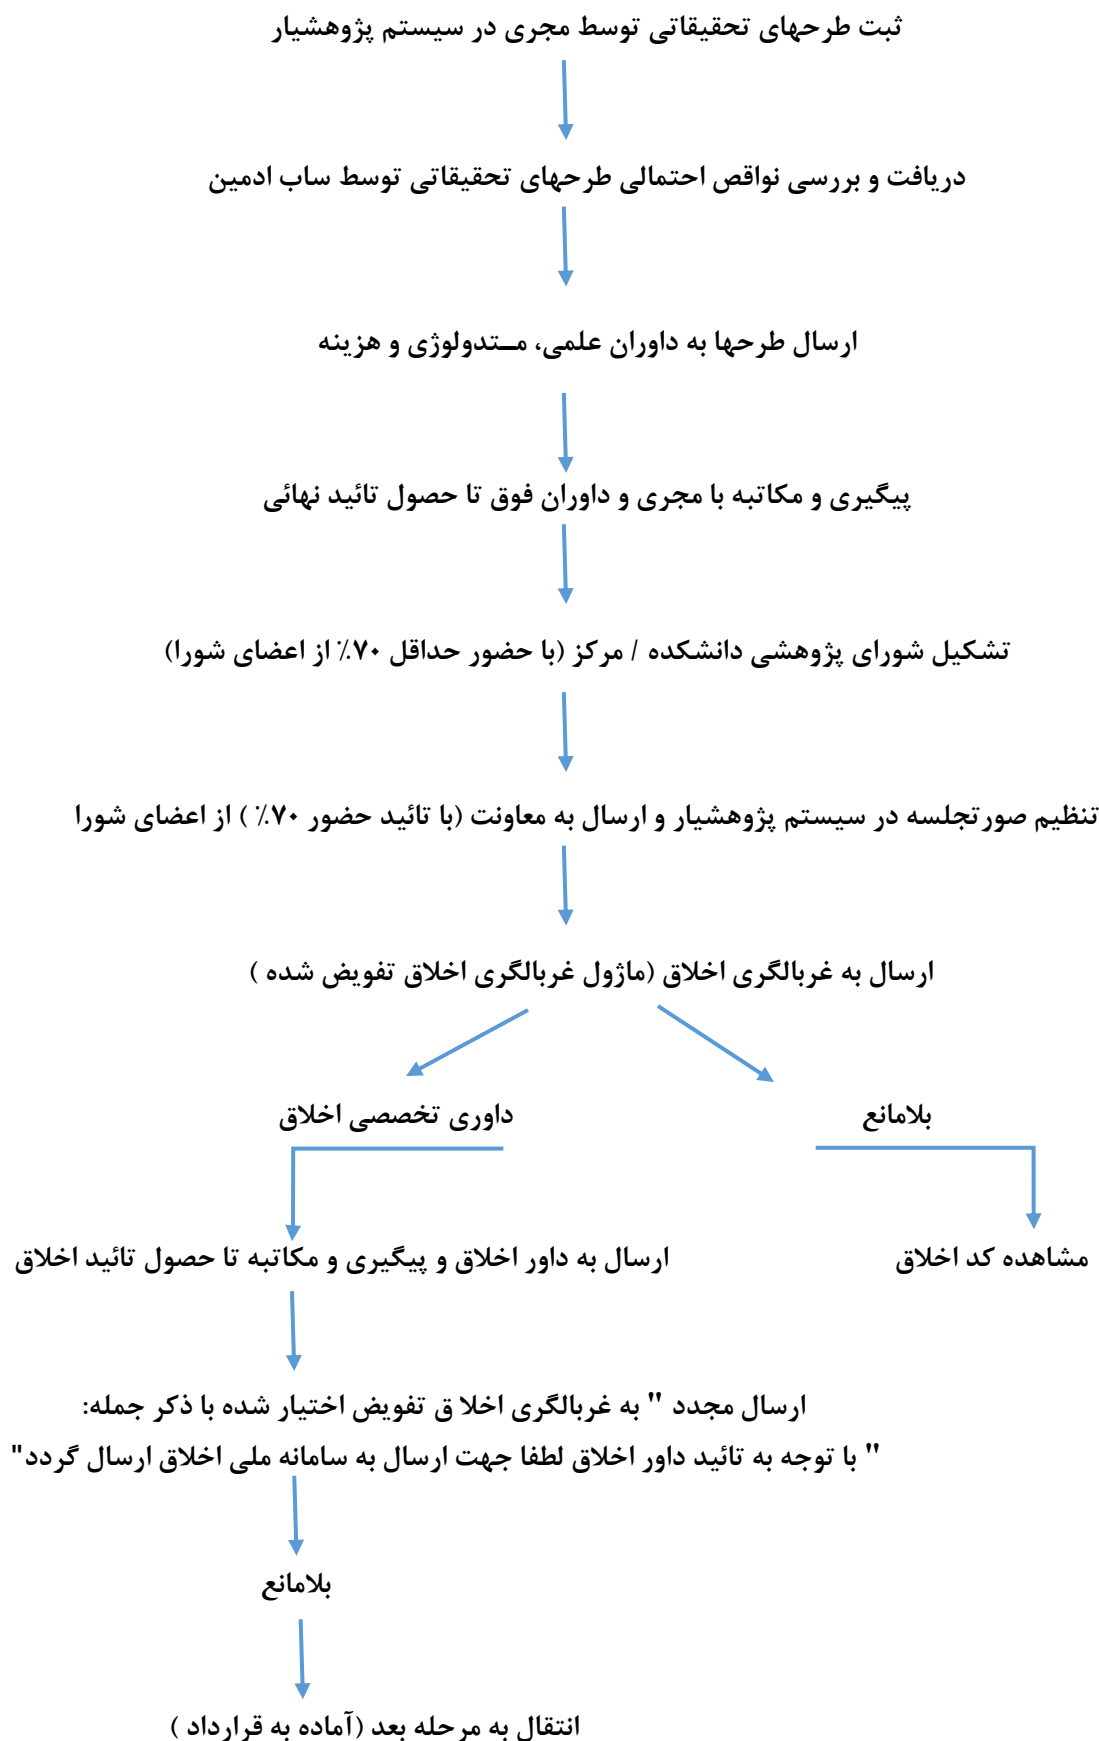 ثبت طرحهای تحقیقاتی توسط مجری در سیستم پژوهشیار
دریافت و بررسی نواقص احتمالی طرحهای تحقیقاتی توسط ساب ادمین
ارسال طرحها به داوران علمی، مــتدولوژی و هزینه
پیگیری و مکاتبه با مجری و داوران فوق تا حصول تائید نهائی
تشکیل شورای پژوهشی دانشکده / مرکز (با حضور حداقل ۷۰٪ از اعضای شورا)
تنظیم صورتجلسه در سیستم پژوهشیار و ارسال به معاونت (با تائید حضور ۷۰٪ ) از اعضای شورا
ارسال به غربالگری اخلاق (ماژول غربالگری اخلاق تفویض شده )
بلامانع
داوری تخصصی اخلاق
مشاهده کد اخلاق
ارسال به داور اخلاق و پیگیری و مکاتبه تا حصول تائید اخلاق
ارسال مجدد " به غربالگری اخلا ق تفویض اختیار شده با ذکر جمله:
" با توجه به تائید داور اخلاق لطفا جهت ارسال به سامانه ملی اخلاق ارسال گردد"
بلامانع
انتقال به مرحله بعد (آماده به قرارداد )